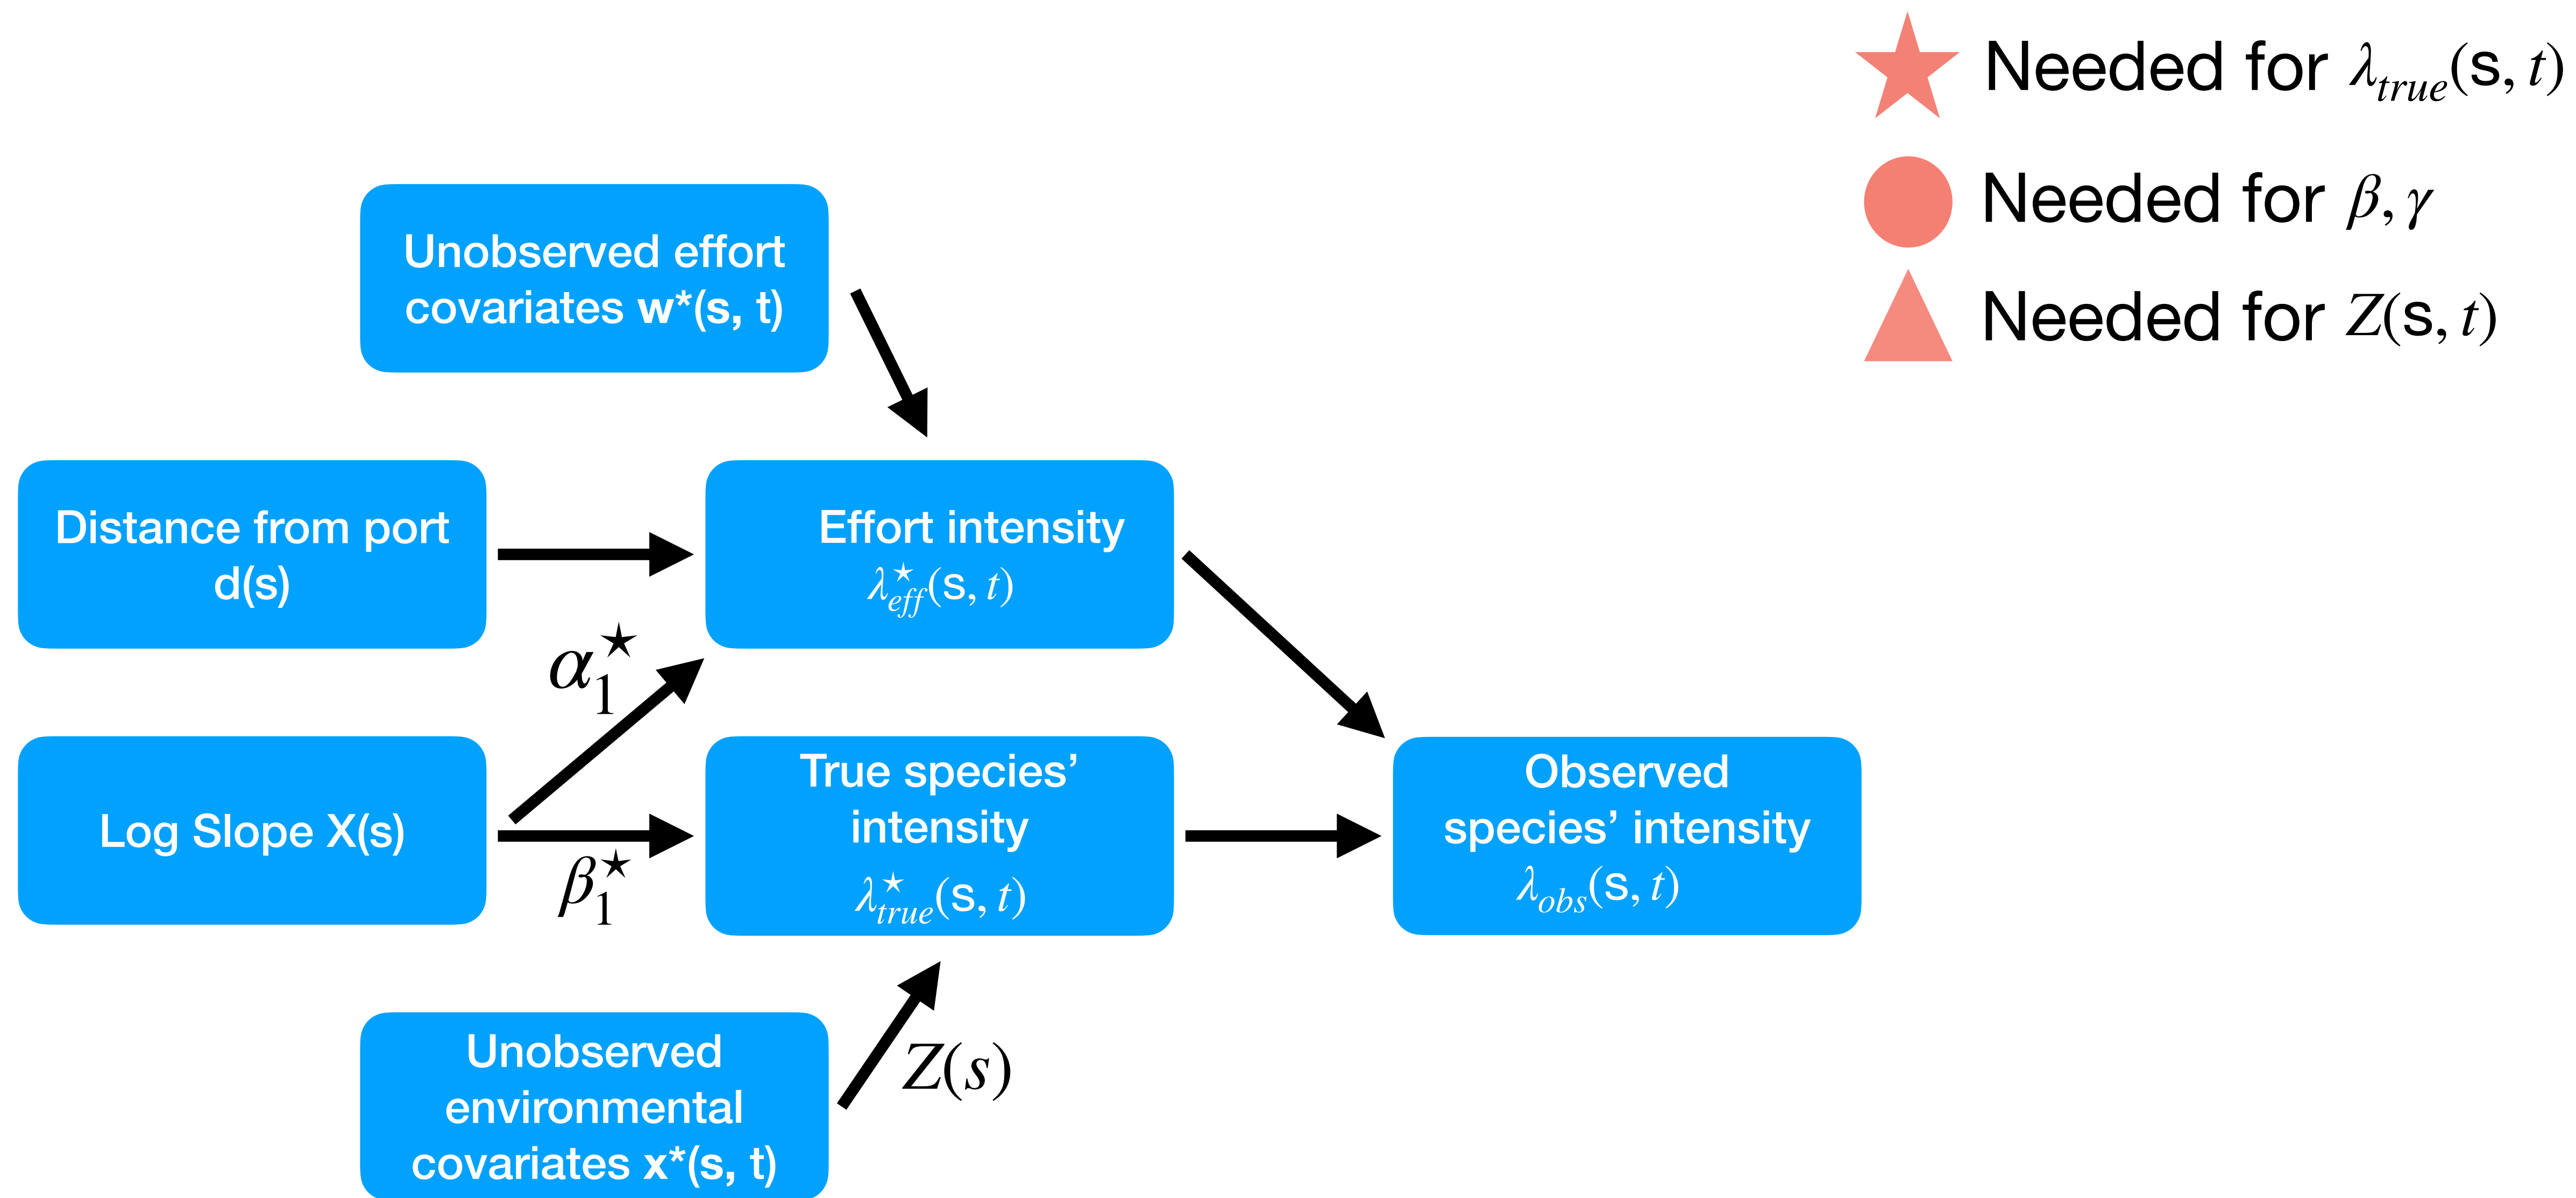 Needed for λ_true(s, t)
Needed for β, γ
Needed for Z(s, t)
Unobserved effort
covariates w*(s, t)
Distance from port
d(s)
Effort intensity
λ^★_eff(s, t)
α^★_1
Log Slope X(s)
β^★_1
True species’
intensity
λ^★_true(s, t)
Observed
species’ intensity
λ_obs(s, t)
Unobserved
environmental
covariates x*(s, t)
Z(s)